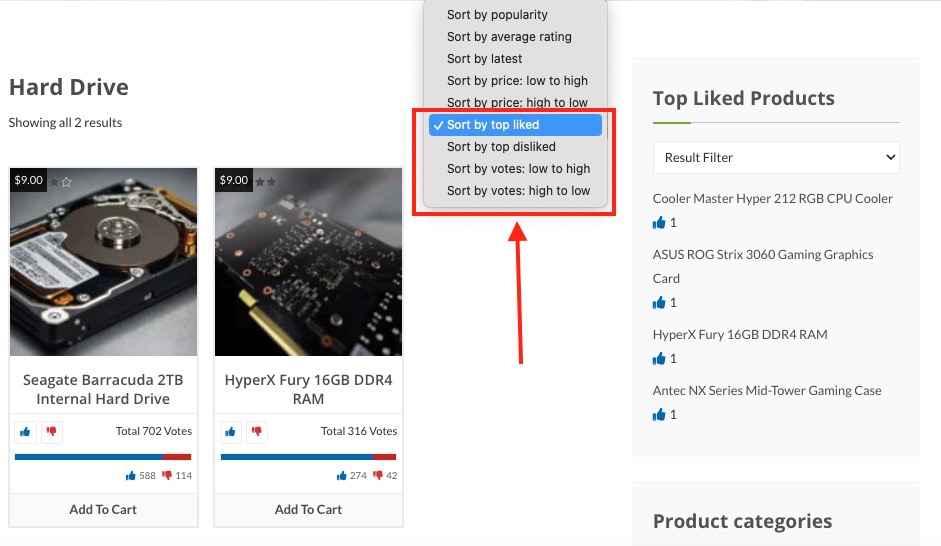 Sort by popularity
Sort by average rating
Sort by latest
Sort by price: low to high
Sort by price: high to low
✓ Sort by top liked
Sort by top disliked
Sort by votes: low to high
Sort by votes: high to low
Hard Drive
Showing all 2 results
$9.00
Seagate Barracuda 2TB
Internal Hard Drive
Total 702 Votes
588 114
Add To Cart
$9.00
HyperX Fury 16GB DDR4
RAM
Total 316 Votes
274 42
Add To Cart
Top Liked Products
Result Filter
Cooler Master Hyper 212 RGB CPU Cooler
1
ASUS ROG Strix 3060 Gaming Graphics
Card
1
HyperX Fury 16GB DDR4 RAM
1
Antec NX Series Mid-Tower Gaming Case
1
Product categories